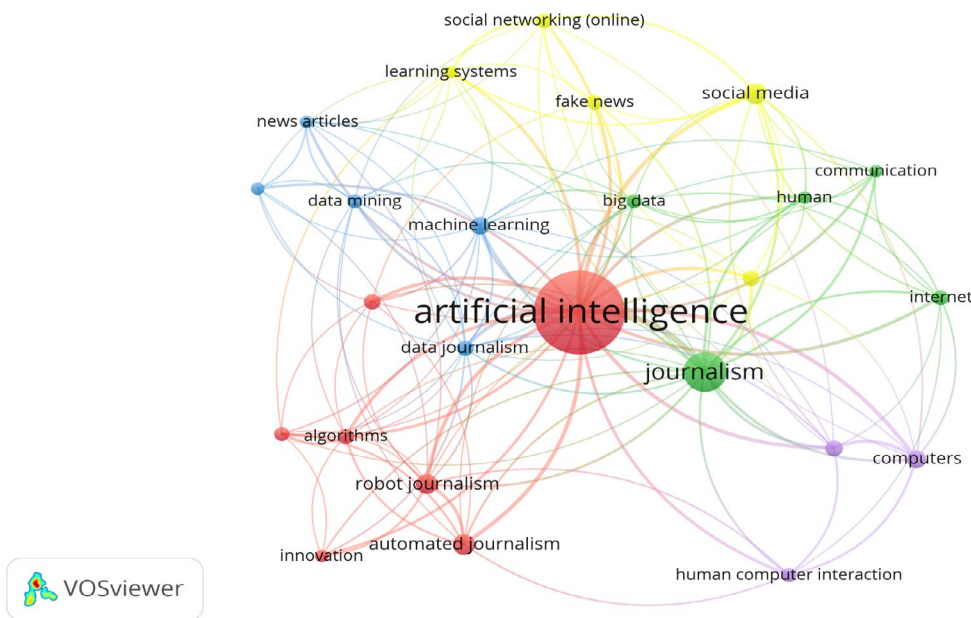 social networking (online)
learning systems
social media
fake news
news articles
communication
data mining
big data
human
machine learning
internet
artificial intelligence
data journalism
journalism
algorithms
computers
robot journalism
automated journalism
innovation
human computer interaction
VOSviewer